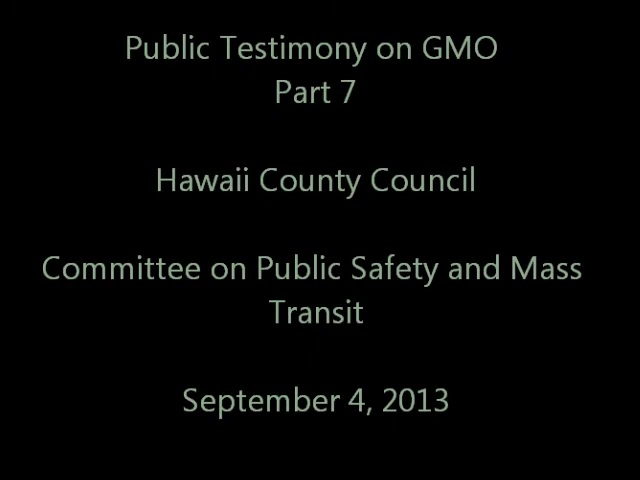 Public Testimony on GMO
Part 7
Hawaii County Council
Committee on Public Safety and Mass
Transit
September 4, 2013